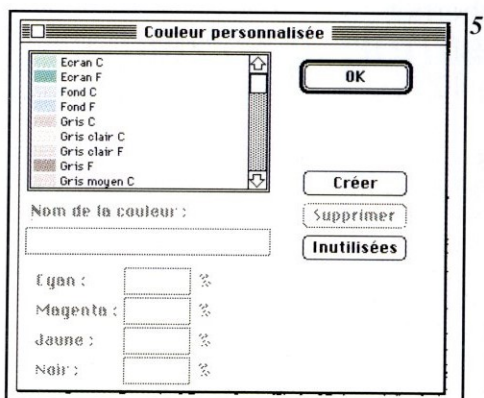 Couleur personnalisée
5
Ecran C
Ecran F
Fond C
Fond F
Gris C
Gris clair C
Gris clair F
Gris F
Gris moyen C
OK
Créer
Supprimer
Inutilisées
Nom de la couleur :
Cyan : %
Magenta : %
Jaune : %
Noir : %